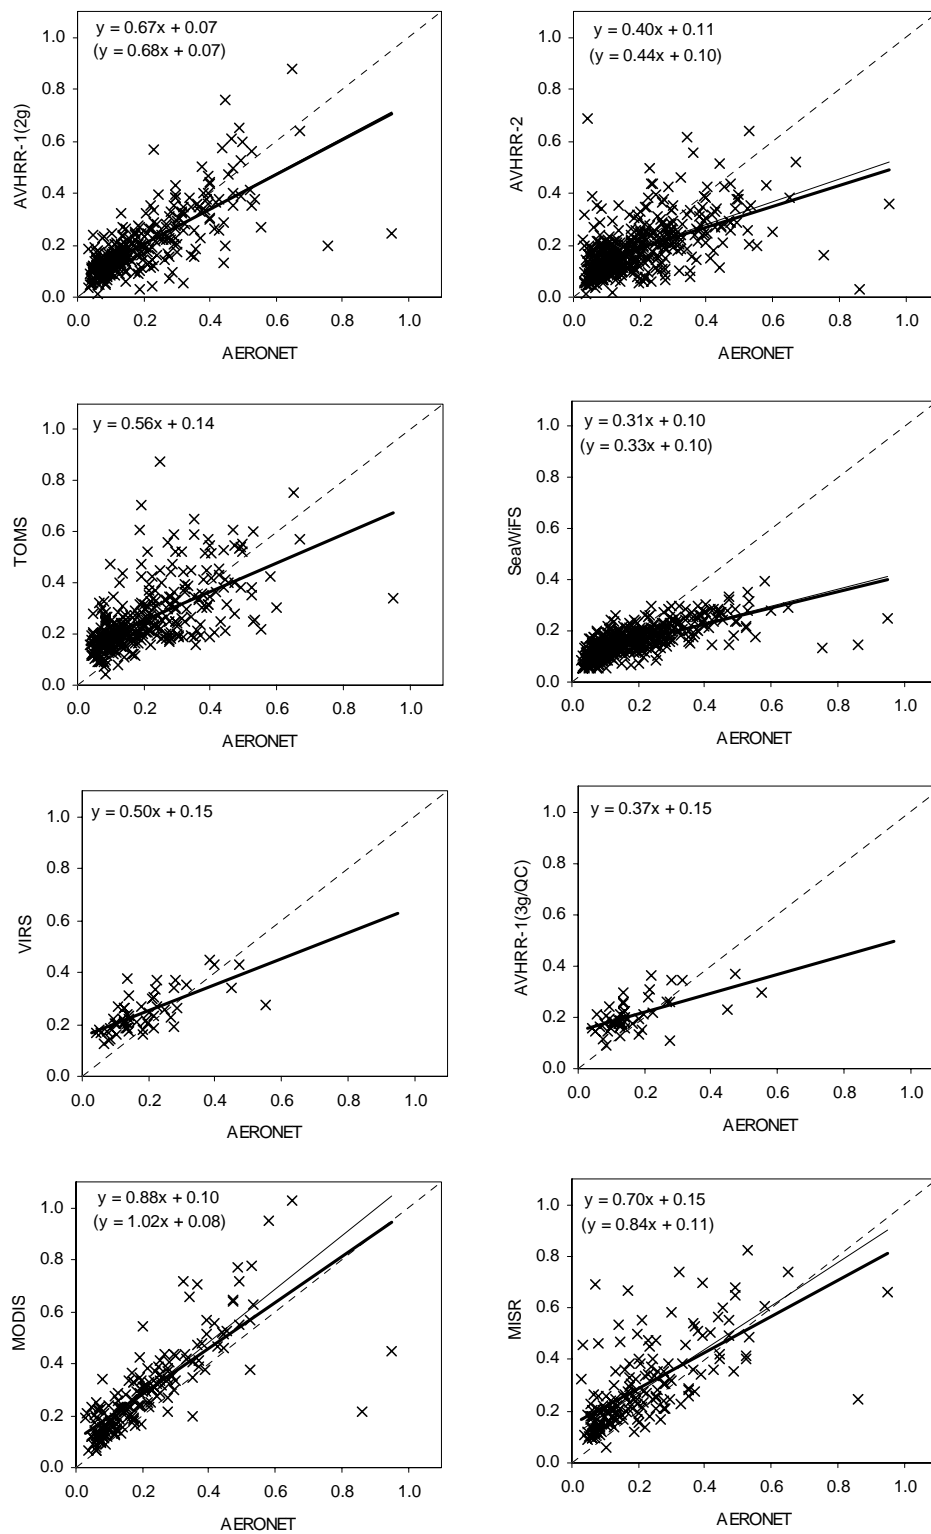 y = 0.67x + 0.07
(y = 0.68x + 0.07)
1.0
0.8
0.6
0.4
0.2
0.0
AVHRR-1(2g)
0.0 0.2 0.4 0.6 0.8 1.0
AERONET
y = 0.40x + 0.11
(y = 0.44x + 0.10)
1.0
0.8
0.6
0.4
0.2
0.0
AVHRR-2
0.0 0.2 0.4 0.6 0.8 1.0
AERONET
y = 0.56x + 0.14
1.0
0.8
0.6
0.4
0.2
0.0
TOMS
0.0 0.2 0.4 0.6 0.8 1.0
AERONET
y = 0.31x + 0.10
(y = 0.33x + 0.10)
1.0
0.8
0.6
0.4
0.2
0.0
SeaWiFS
0.0 0.2 0.4 0.6 0.8 1.0
AERONET
y = 0.50x + 0.15
1.0
0.8
0.6
0.4
0.2
0.0
VIRS
0.0 0.2 0.4 0.6 0.8 1.0
AERONET
y = 0.37x + 0.15
1.0
0.8
0.6
0.4
0.2
0.0
AVHRR-1(3g/QC)
0.0 0.2 0.4 0.6 0.8 1.0
AERONET
y = 0.88x + 0.10
(y = 1.02x + 0.08)
1.0
0.8
0.6
0.4
0.2
0.0
MODIS
0.0 0.2 0.4 0.6 0.8 1.0
AERONET
y = 0.70x + 0.15
(y = 0.84x + 0.11)
1.0
0.8
0.6
0.4
0.2
0.0
MISR
0.0 0.2 0.4 0.6 0.8 1.0
AERONET